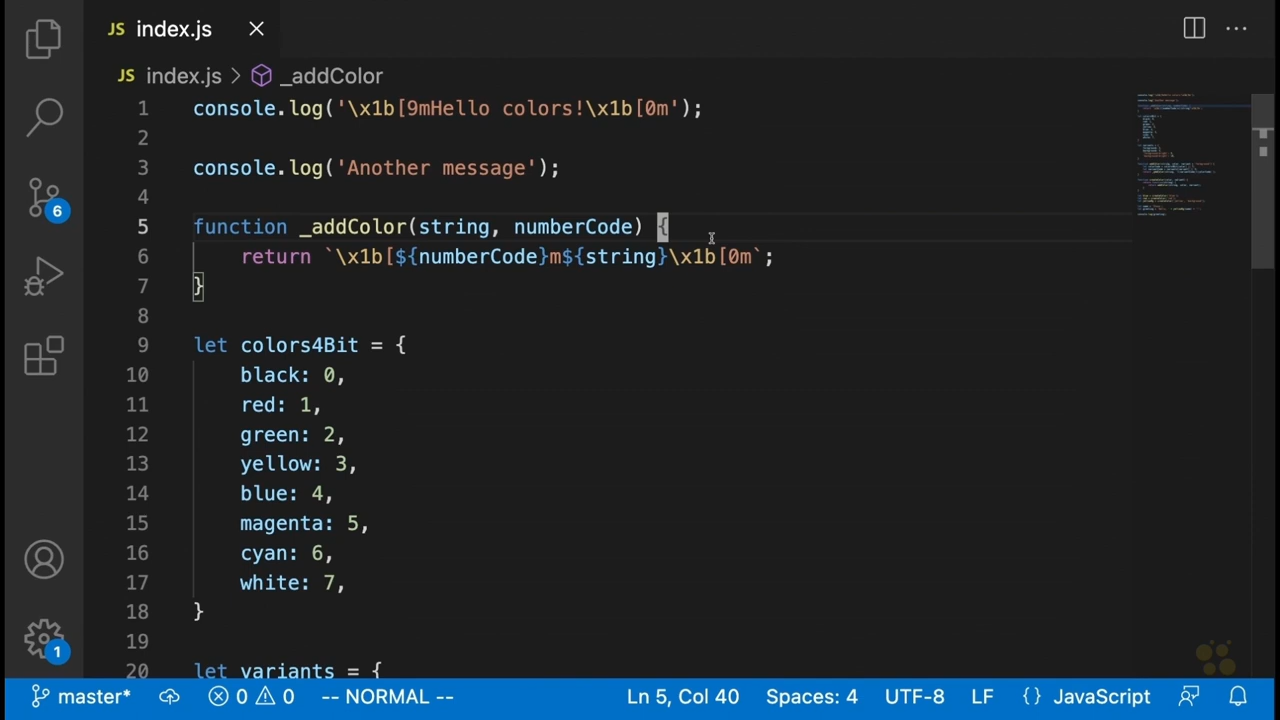 JS index.js
JS index.js > _addColor
1 console.log('\x1b[9mHello colors!\x1b[0m');
2
3 console.log('Another message');
4
5 function _addColor(string, numberCode) {
6 return `\x1b[${numberCode}m${string}\x1b[0m`;
7 }
8
9 let colors4Bit = {
10 black: 0,
11 red: 1,
12 green: 2,
13 yellow: 3,
14 blue: 4,
15 magenta: 5,
16 cyan: 6,
17 white: 7,
18 }
19
20 let variants = {
6
1
master* 0 0 -- NORMAL -- Ln 5, Col 40 Spaces: 4 UTF-8 LF {} JavaScript